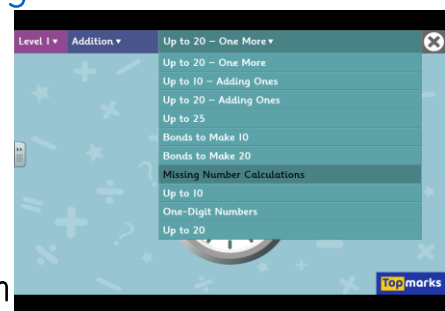 Level 1 ▾ Addition ▾ Up to 20 – One More ▾
Up to 20 – One More
Up to 10 – Adding Ones
Up to 20 – Adding Ones
Up to 25
Bonds to Make 10
Bonds to Make 20
Missing Number Calculations
Up to 10
One-Digit Numbers
Up to 20
Topmarks